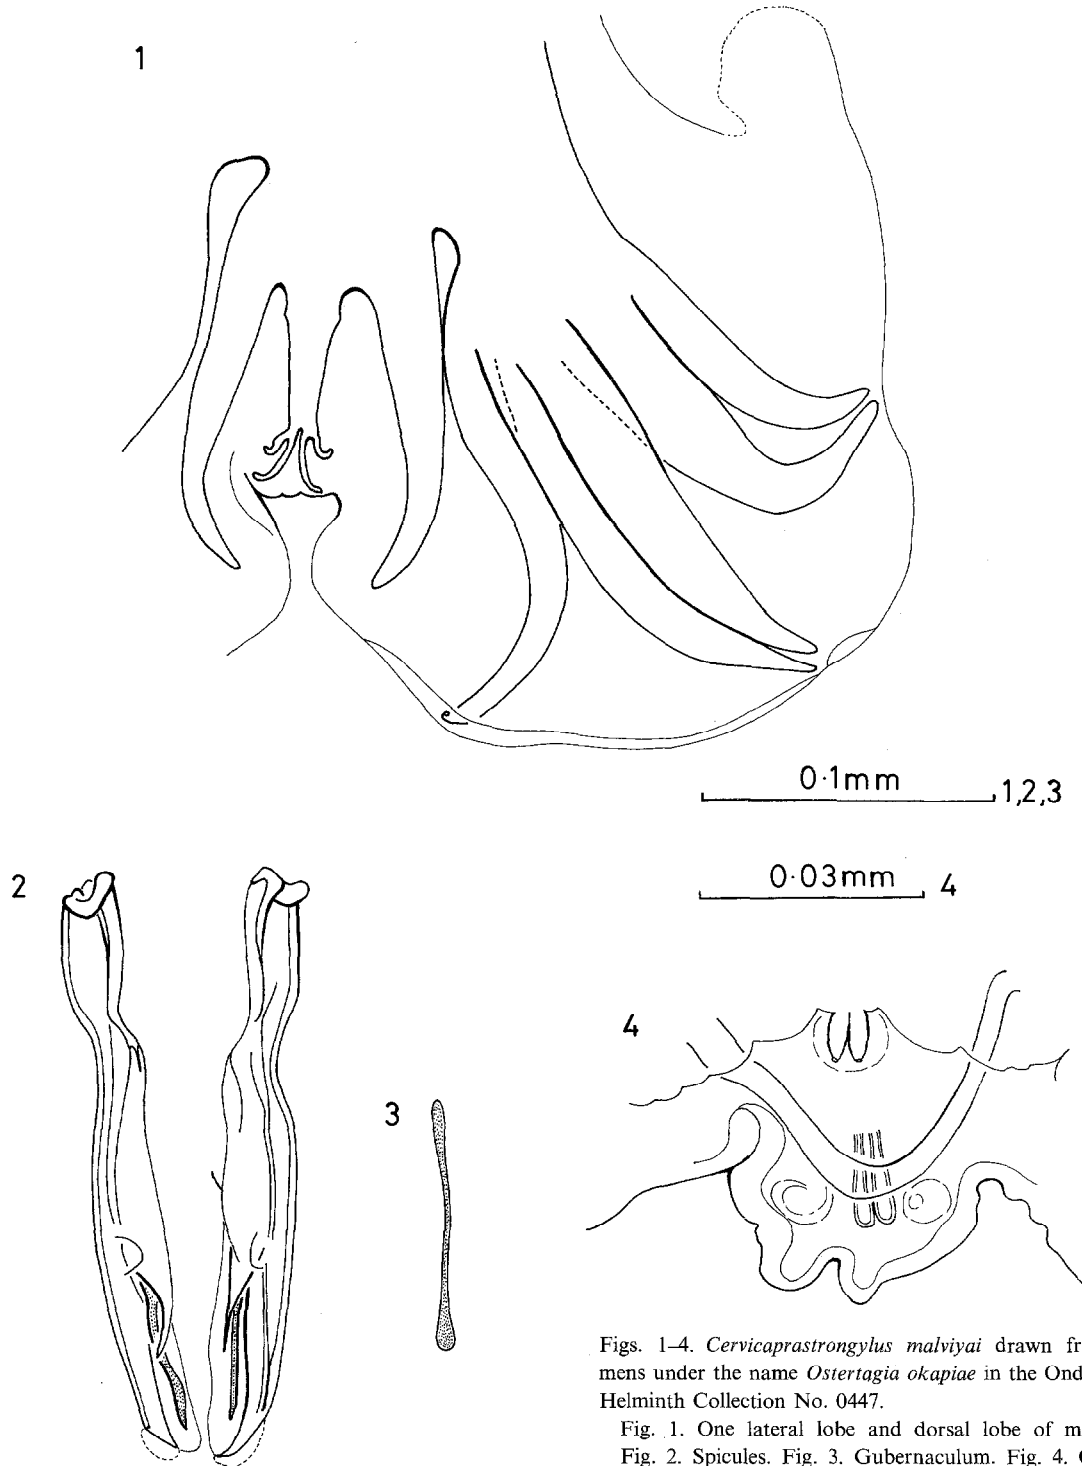 1
0·1mm 1,2,3
2
0·03mm 4
4
3
Figs. 1–4. Cervicaprastrongylus malviyai drawn
mens under the name Ostertagia okapiae in the
Helminth Collection No. 0447.
Fig. 1. One lateral lobe and dorsal lobe of
Fig. 2. Spicules. Fig. 3. Gubernaculum. Fig. 4.